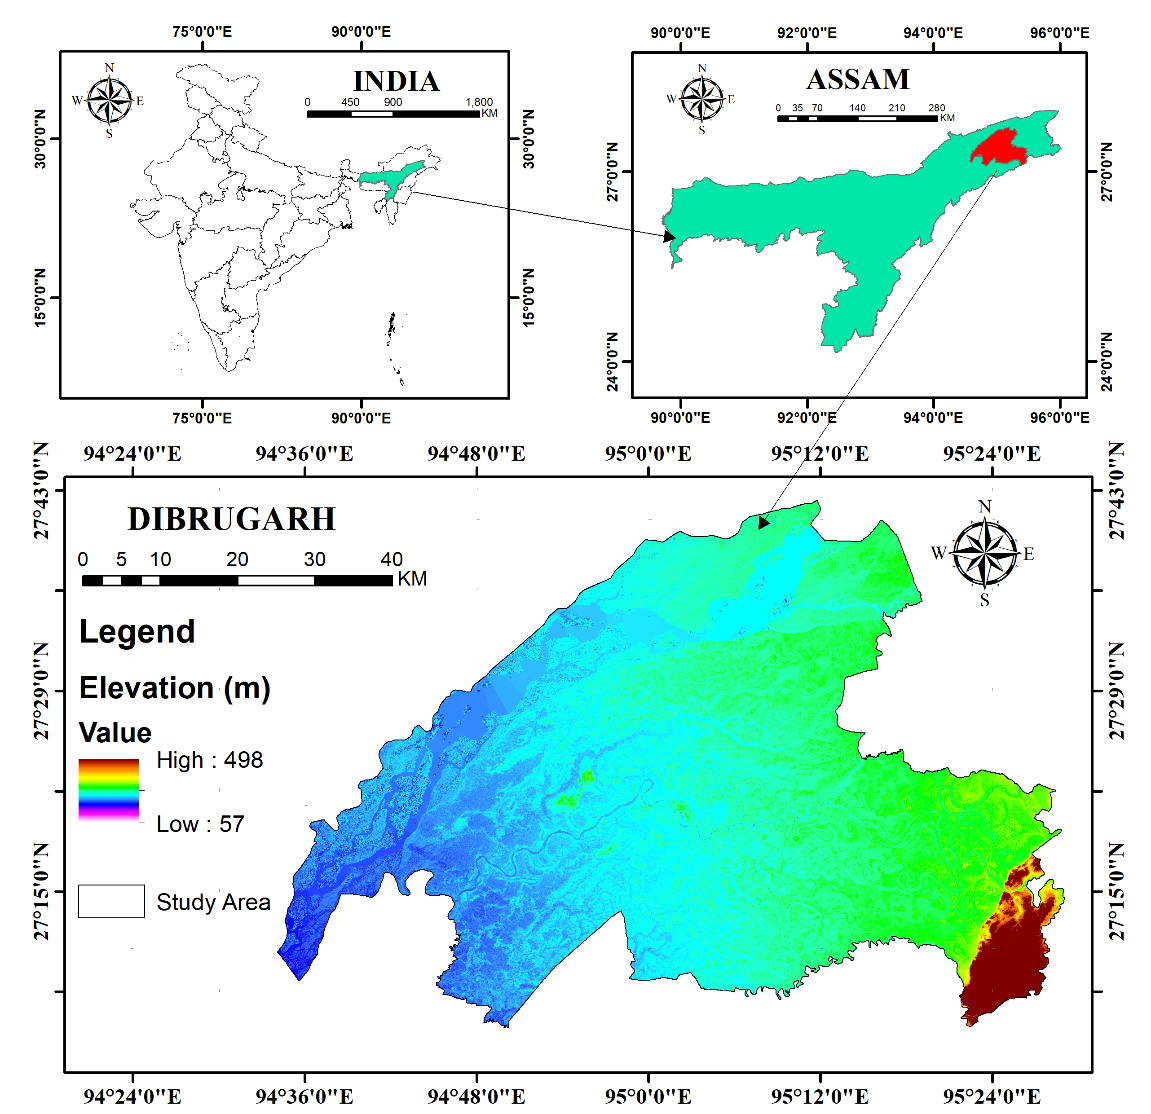 75°0'0"E 90°0'0"E
N
W E
S
INDIA
0 450 900 1,800
KM
30°0'0"N
15°0'0"N
30°0'0"N
15°0'0"N
75°0'0"E 90°0'0"E
90°0'0"E 92°0'0"E 94°0'0"E 96°0'0"E
N
W E
S
ASSAM
0 35 70 140 210 280
KM
27°0'0"N
24°0'0"N
27°0'0"N
24°0'0"N
90°0'0"E 92°0'0"E 94°0'0"E 96°0'0"E
94°24'0"E 94°36'0"E 94°48'0"E 95°0'0"E 95°12'0"E 95°24'0"E
27°43'0"N
27°29'0"N
27°15'0"N
27°43'0"N
27°29'0"N
27°15'0"N
DIBRUGARH
0 5 10 20 30 40
KM
N
W E
S
Legend
Elevation (m)
Value
High : 498
Low : 57
Study Area
94°24'0"E 94°36'0"E 94°48'0"E 95°0'0"E 95°12'0"E 95°24'0"E